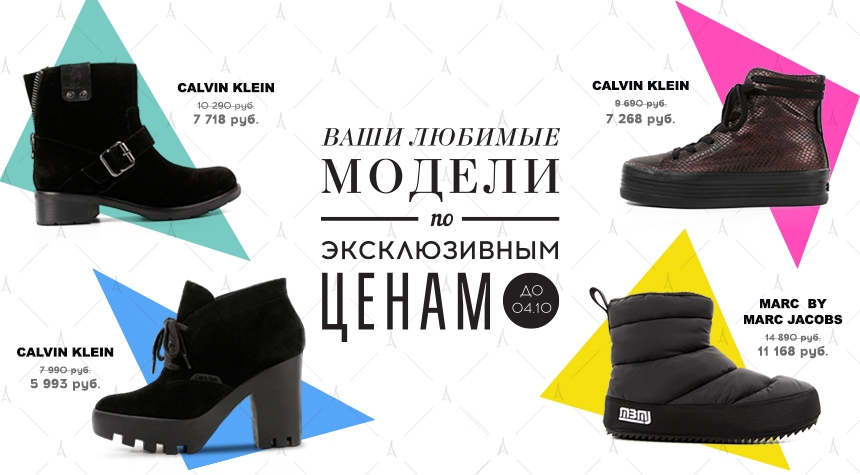 CALVIN KLEIN
10 290 руб.
7 718 руб.
CALVIN KLEIN
9 690 руб.
7 268 руб.
ВАШИ ЛЮБИМЫЕ
МОДЕЛИ
по
ЭКСКЛЮЗИВНЫМ
ЦЕНАМ
ДО
04.10
CALVIN KLEIN
7 990 руб.
5 993 руб.
MARC BY
MARC JACOBS
14 890 руб.
11 168 руб.
MBMJ